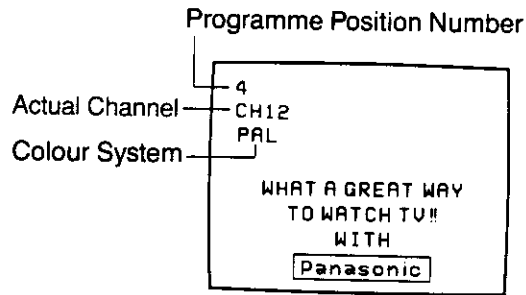 Programme Position Number
4
Actual Channel
CH12
Colour System
PAL
WHAT A GREAT WAY
TO WATCH TV!!
WITH
Panasonic